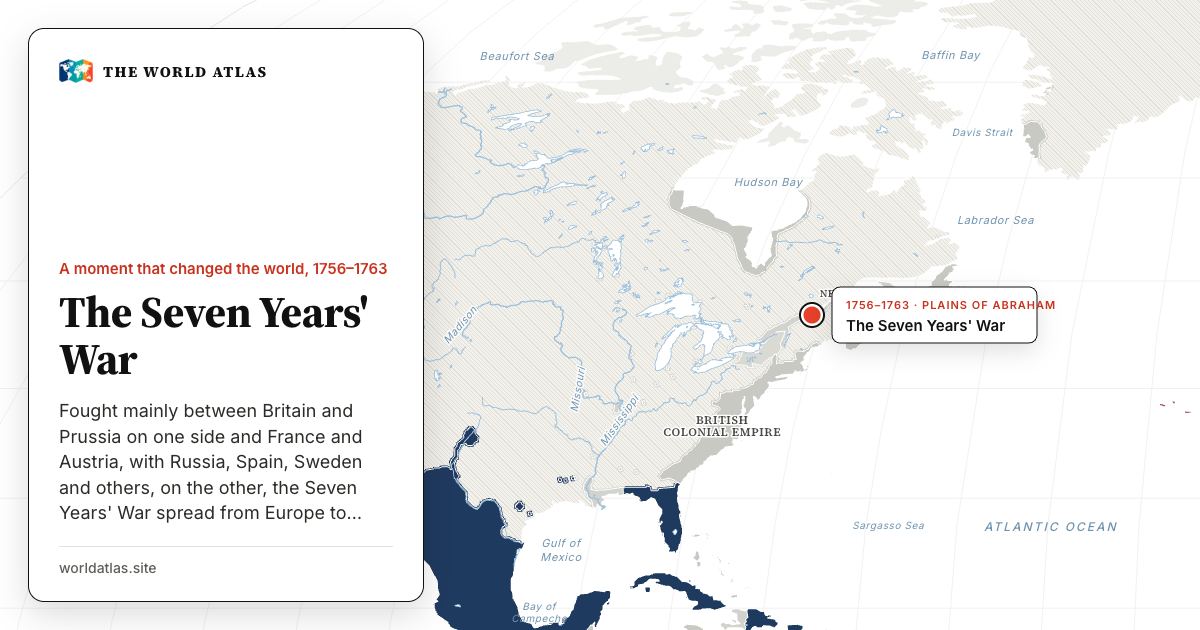 THE WORLD ATLAS
A moment that changed the world, 1756–1763
The Seven Years'
War
Fought mainly between Britain and
Prussia on one side and France and
Austria, with Russia, Spain, Sweden
and others, on the other, the Seven
Years' War spread from Europe to...
worldatlas.site
Beaufort Sea
Baffin Bay
Davis Strait
Hudson Bay
Labrador Sea
1756–1763 · PLAINS OF ABRAHAM
The Seven Years' War
Madison
Missouri
Mississippi
BRITISH
COLONIAL EMPIRE
Sargasso Sea
ATLANTIC OCEAN
Gulf of
Mexico
Bay of
Campeche